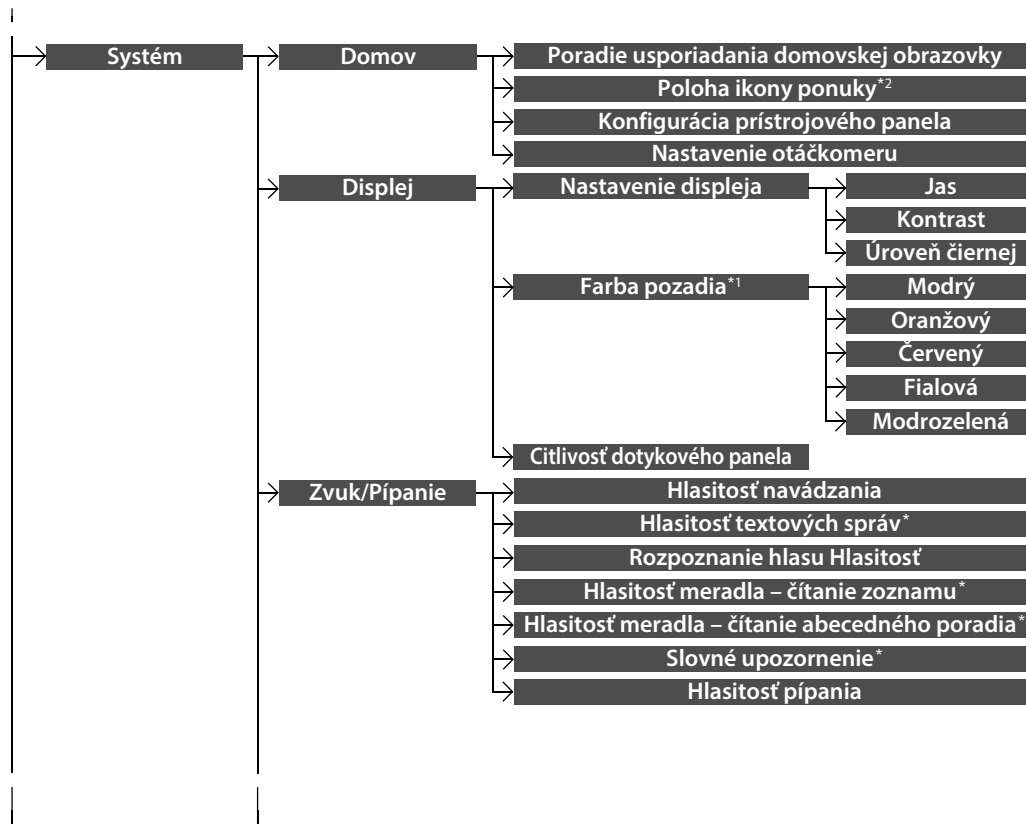 Systém
Domov
Poradie usporiadania domovskej obrazovky
Poloha ikony ponuky*2
Konfigurácia prístrojového panela
Nastavenie otáčkomeru
Displej
Nastavenie displeja
Jas
Kontrast
Úroveň čiernej
Farba pozadia*1
Modrý
Oranžový
Červený
Fialová
Modrozelená
Citlivosť dotykového panela
Zvuk/Pípanie
Hlasitosť navádzania
Hlasitosť textových správ*
Rozpoznanie hlasu Hlasitosť
Hlasitosť meradla – čítanie zoznamu*
Hlasitosť meradla – čítanie abecedného poradia*
Slovné upozornenie*
Hlasitosť pípania